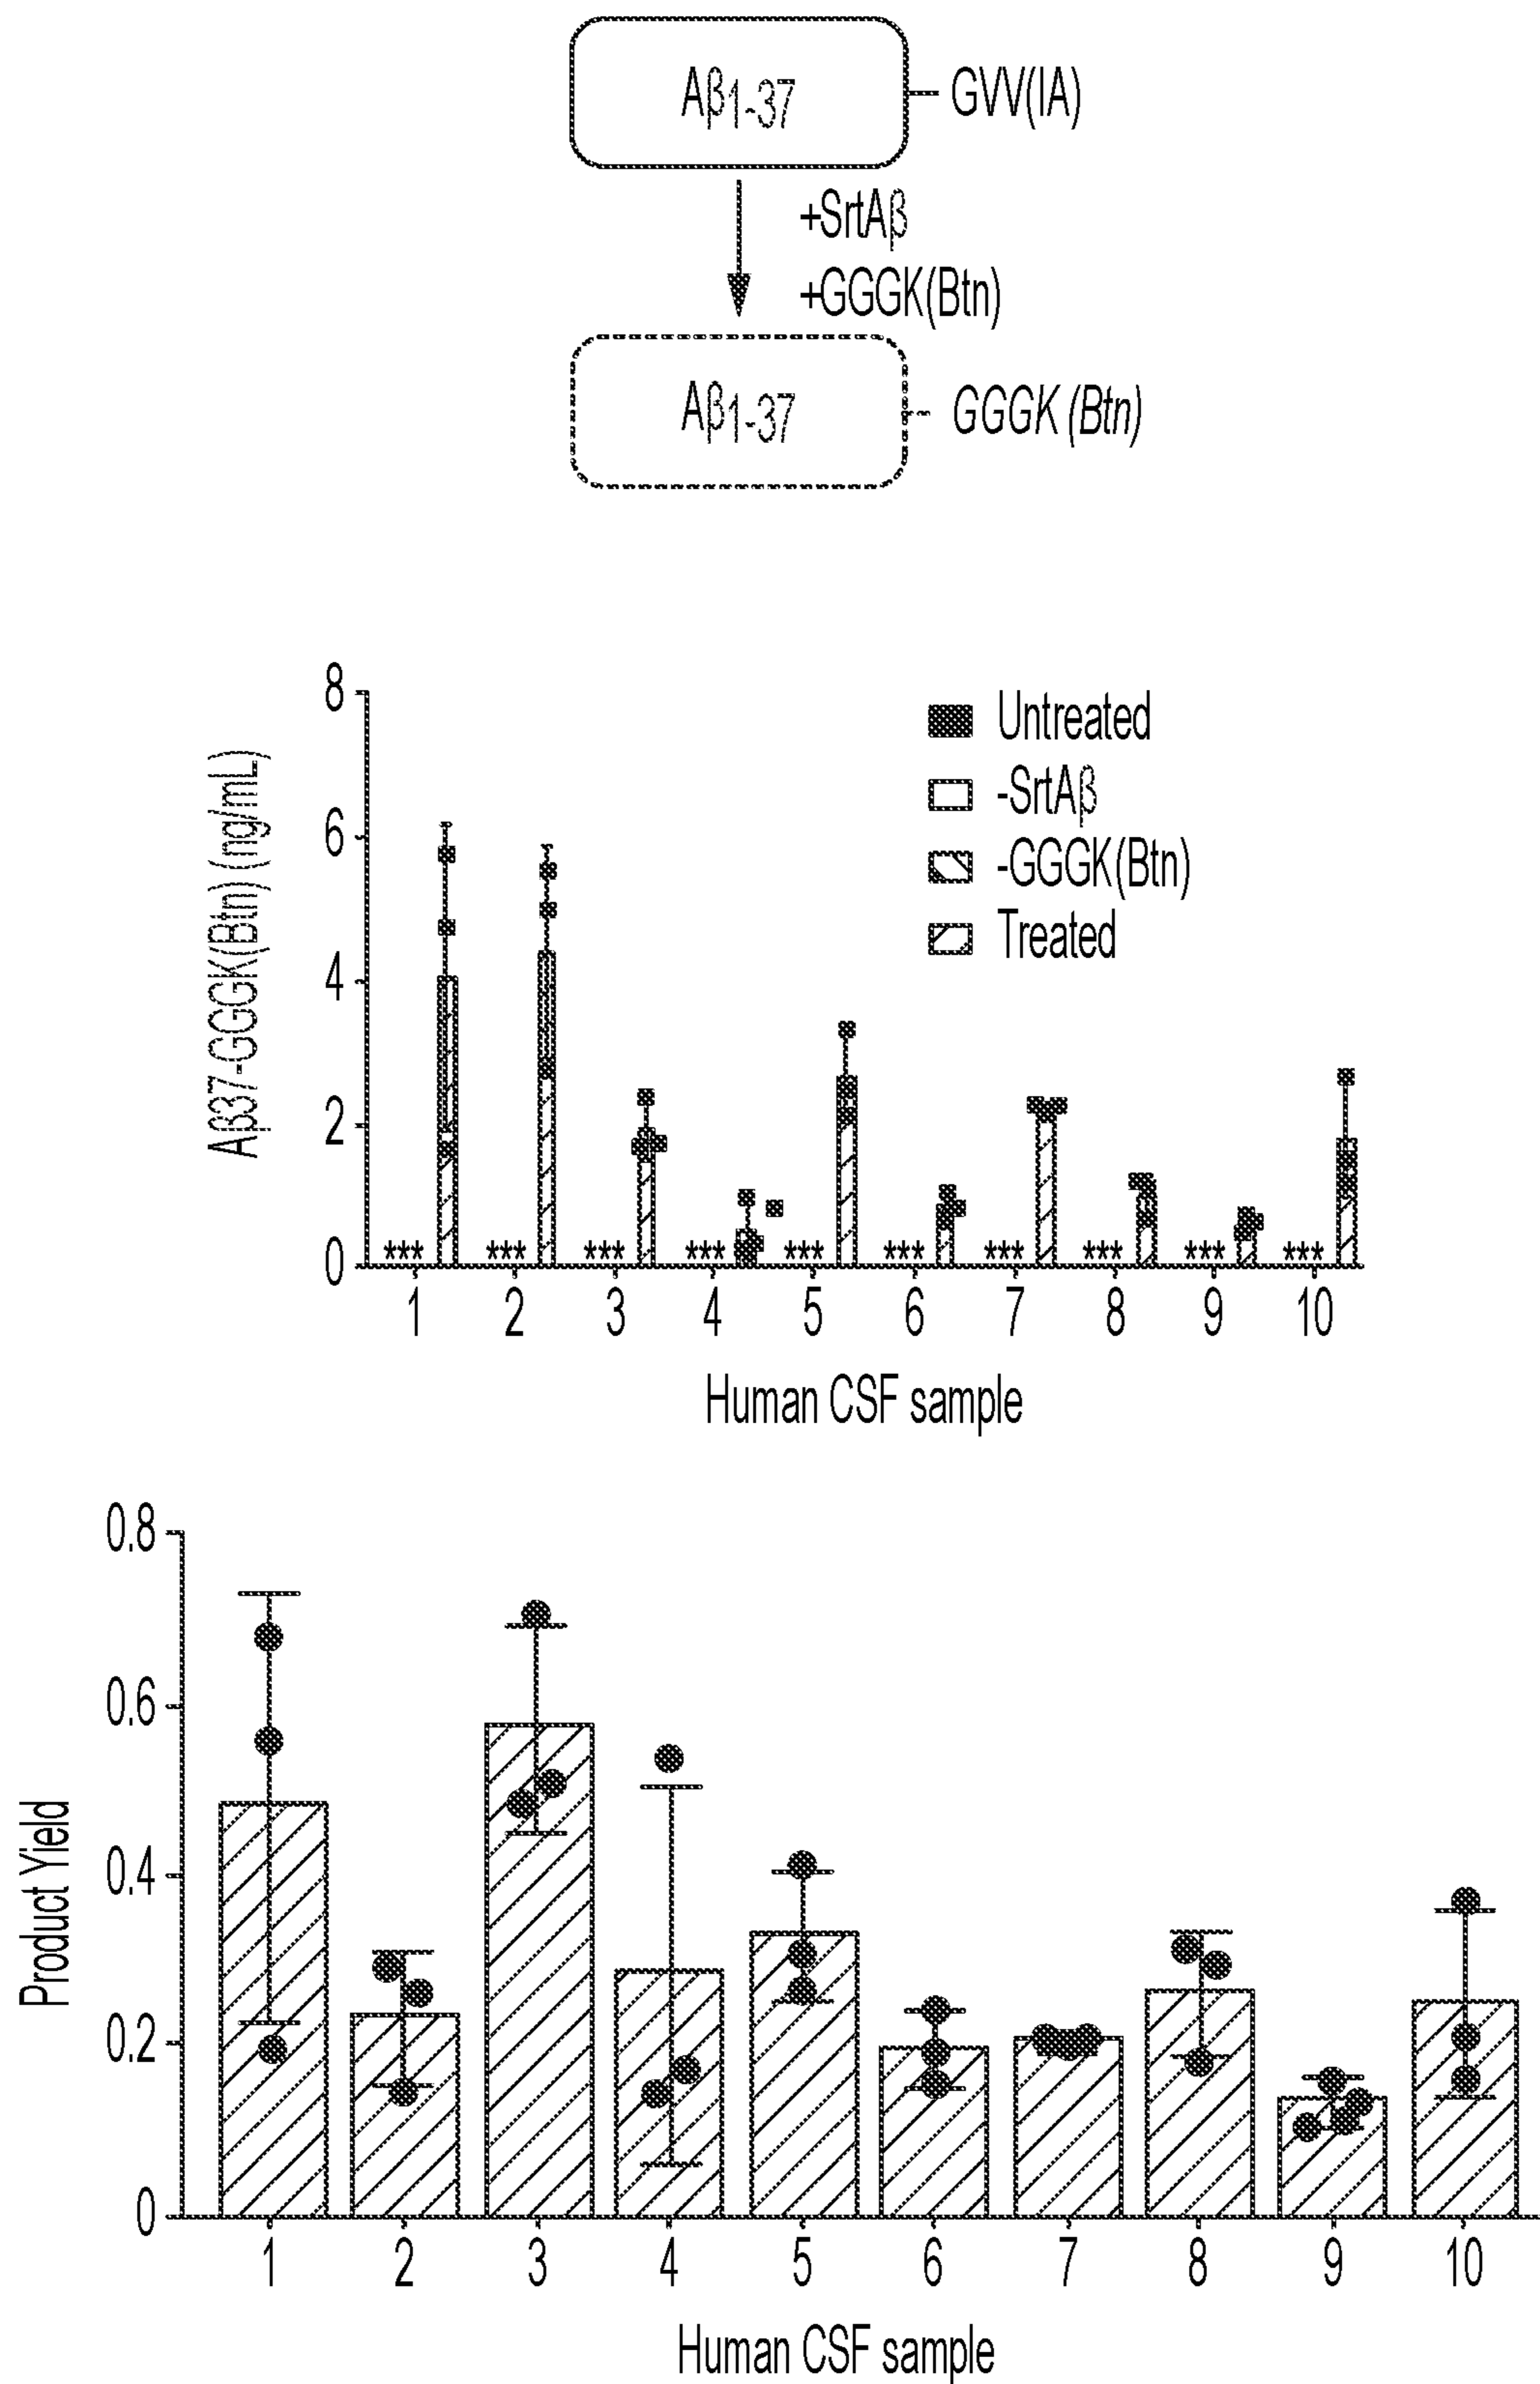 Aβ1-37
GVV(IA)
+SrtAβ
+GGGK(Btn)
Aβ1-37
GGGK (Btn)
Aβ37-GGGK(Btn) (ng/mL)
8
6
4
2
0
Untreated
-SrtAβ
-GGGK(Btn)
Treated
*** *** *** *** *** *** *** *** *** ***
1 2 3 4 5 6 7 8 9 10
Human CSF sample
Product Yield
0.8
0.6
0.4
0.2
0
1 2 3 4 5 6 7 8 9 10
Human CSF sample